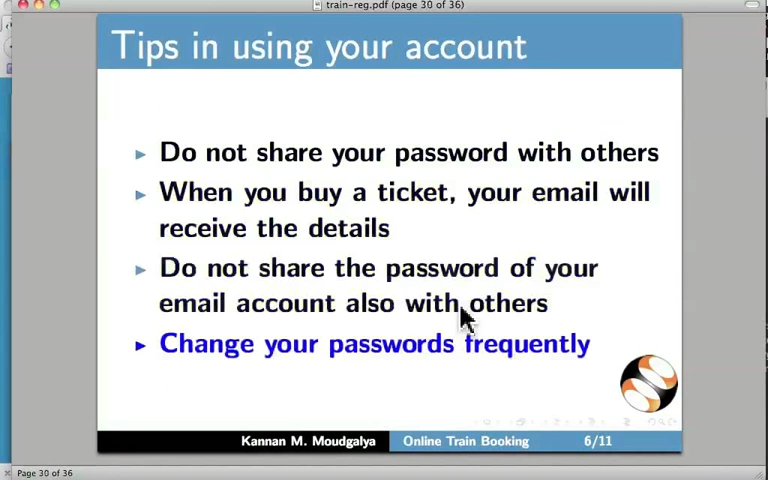 train-reg.pdf (page 30 of 36)
Tips in using your account
Do not share your password with others
When you buy a ticket, your email will
receive the details
Do not share the password of your
email account also with others
Change your passwords frequently
Kannan M. Moudgalya Online Train Booking 6/11
Page 30 of 36